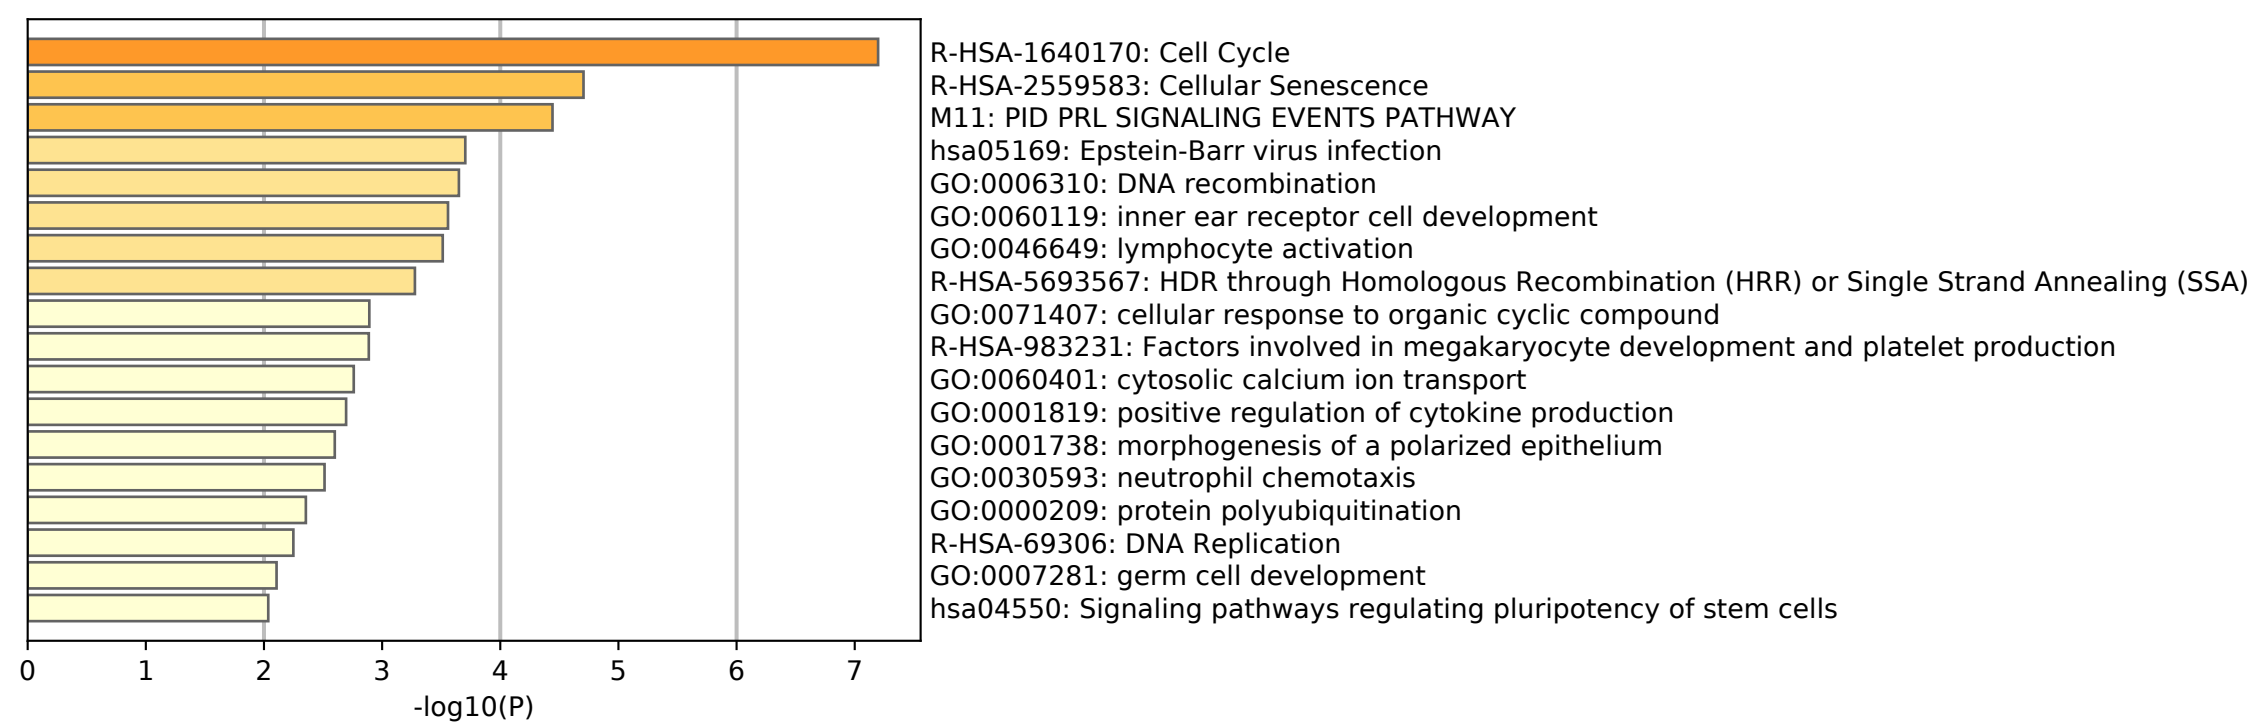 R-HSA-1640170: Cell Cycle
R-HSA-2559583: Cellular Senescence
M11: PID PRL SIGNALING EVENTS PATHWAY
hsa05169: Epstein-Barr virus infection
GO:0006310: DNA recombination
GO:0060119: inner ear receptor cell development
GO:0046649: lymphocyte activation
R-HSA-5693567: HDR through Homologous Recombination (HRR) or Single Strand Annealing (SSA)
GO:0071407: cellular response to organic cyclic compound
R-HSA-983231: Factors involved in megakaryocyte development and platelet production
GO:0060401: cytosolic calcium ion transport
GO:0001819: positive regulation of cytokine production
GO:0001738: morphogenesis of a polarized epithelium
GO:0030593: neutrophil chemotaxis
GO:0000209: protein polyubiquitination
R-HSA-69306: DNA Replication
GO:0007281: germ cell development
hsa04550: Signaling pathways regulating pluripotency of stem cells
0 1 2 3 4 5 6 7
-log10(P)